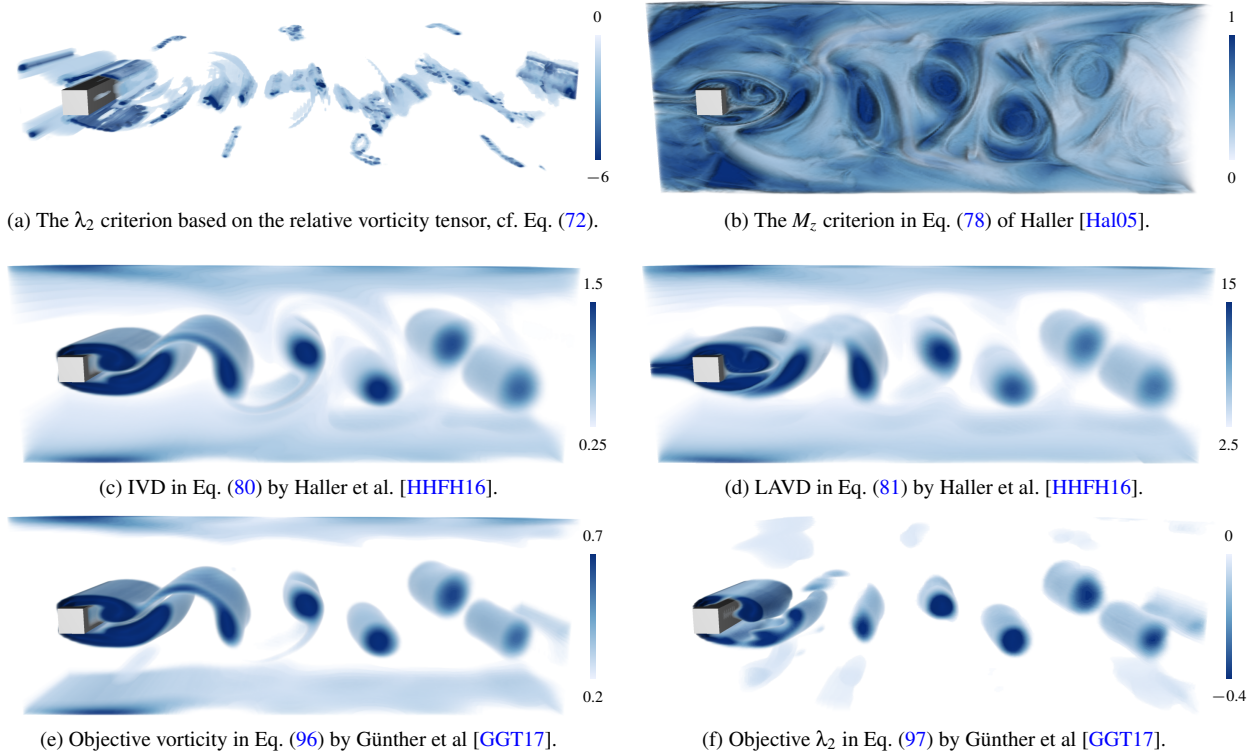 0
−6
(a) The λ₂ criterion based on the relative vorticity tensor, cf. Eq. (72).
1
0
(b) The M_z criterion in Eq. (78) of Haller [Hal05].
1.5
0.25
(c) IVD in Eq. (80) by Haller et al. [HHFH16].
15
2.5
(d) LAVD in Eq. (81) by Haller et al. [HHFH16].
0.7
0.2
(e) Objective vorticity in Eq. (96) by Günther et al [GGT17].
0
−0.4
(f) Objective λ₂ in Eq. (97) by Günther et al [GGT17].